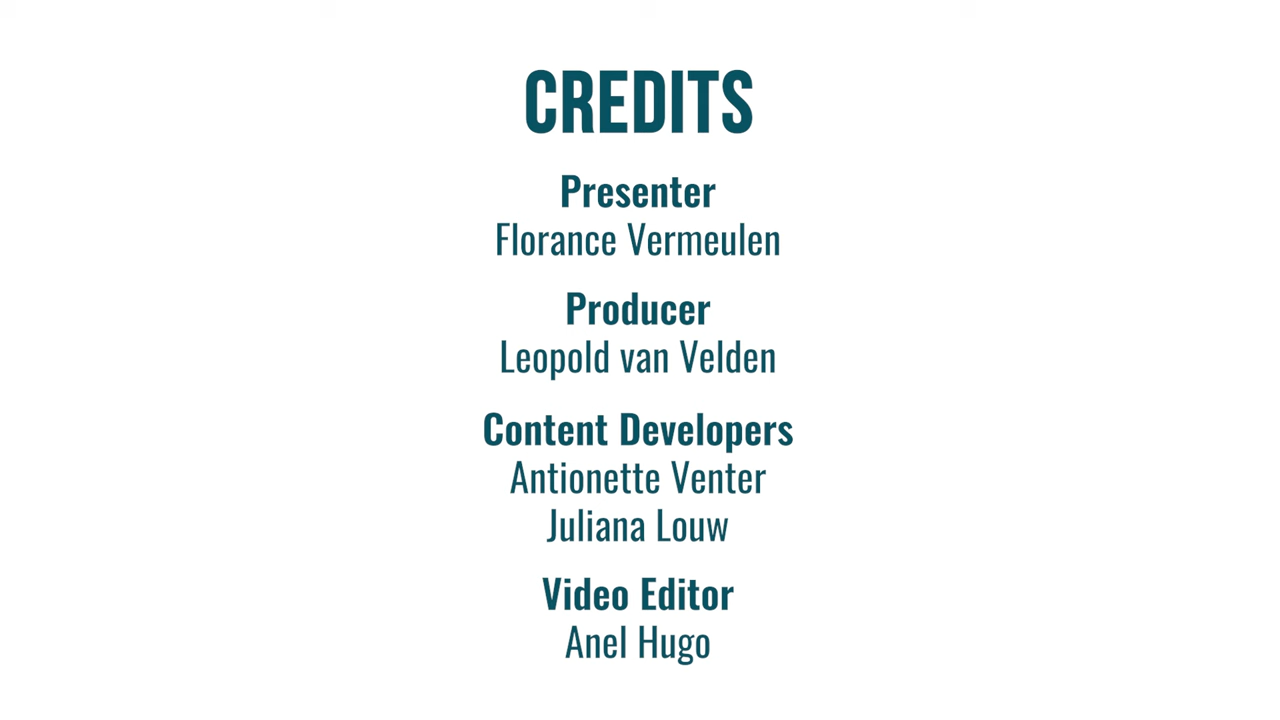 CREDITS
Presenter
Florance Vermeulen
Producer
Leopold van Velden
Content Developers
Antionette Venter
Juliana Louw
Video Editor
Anel Hugo